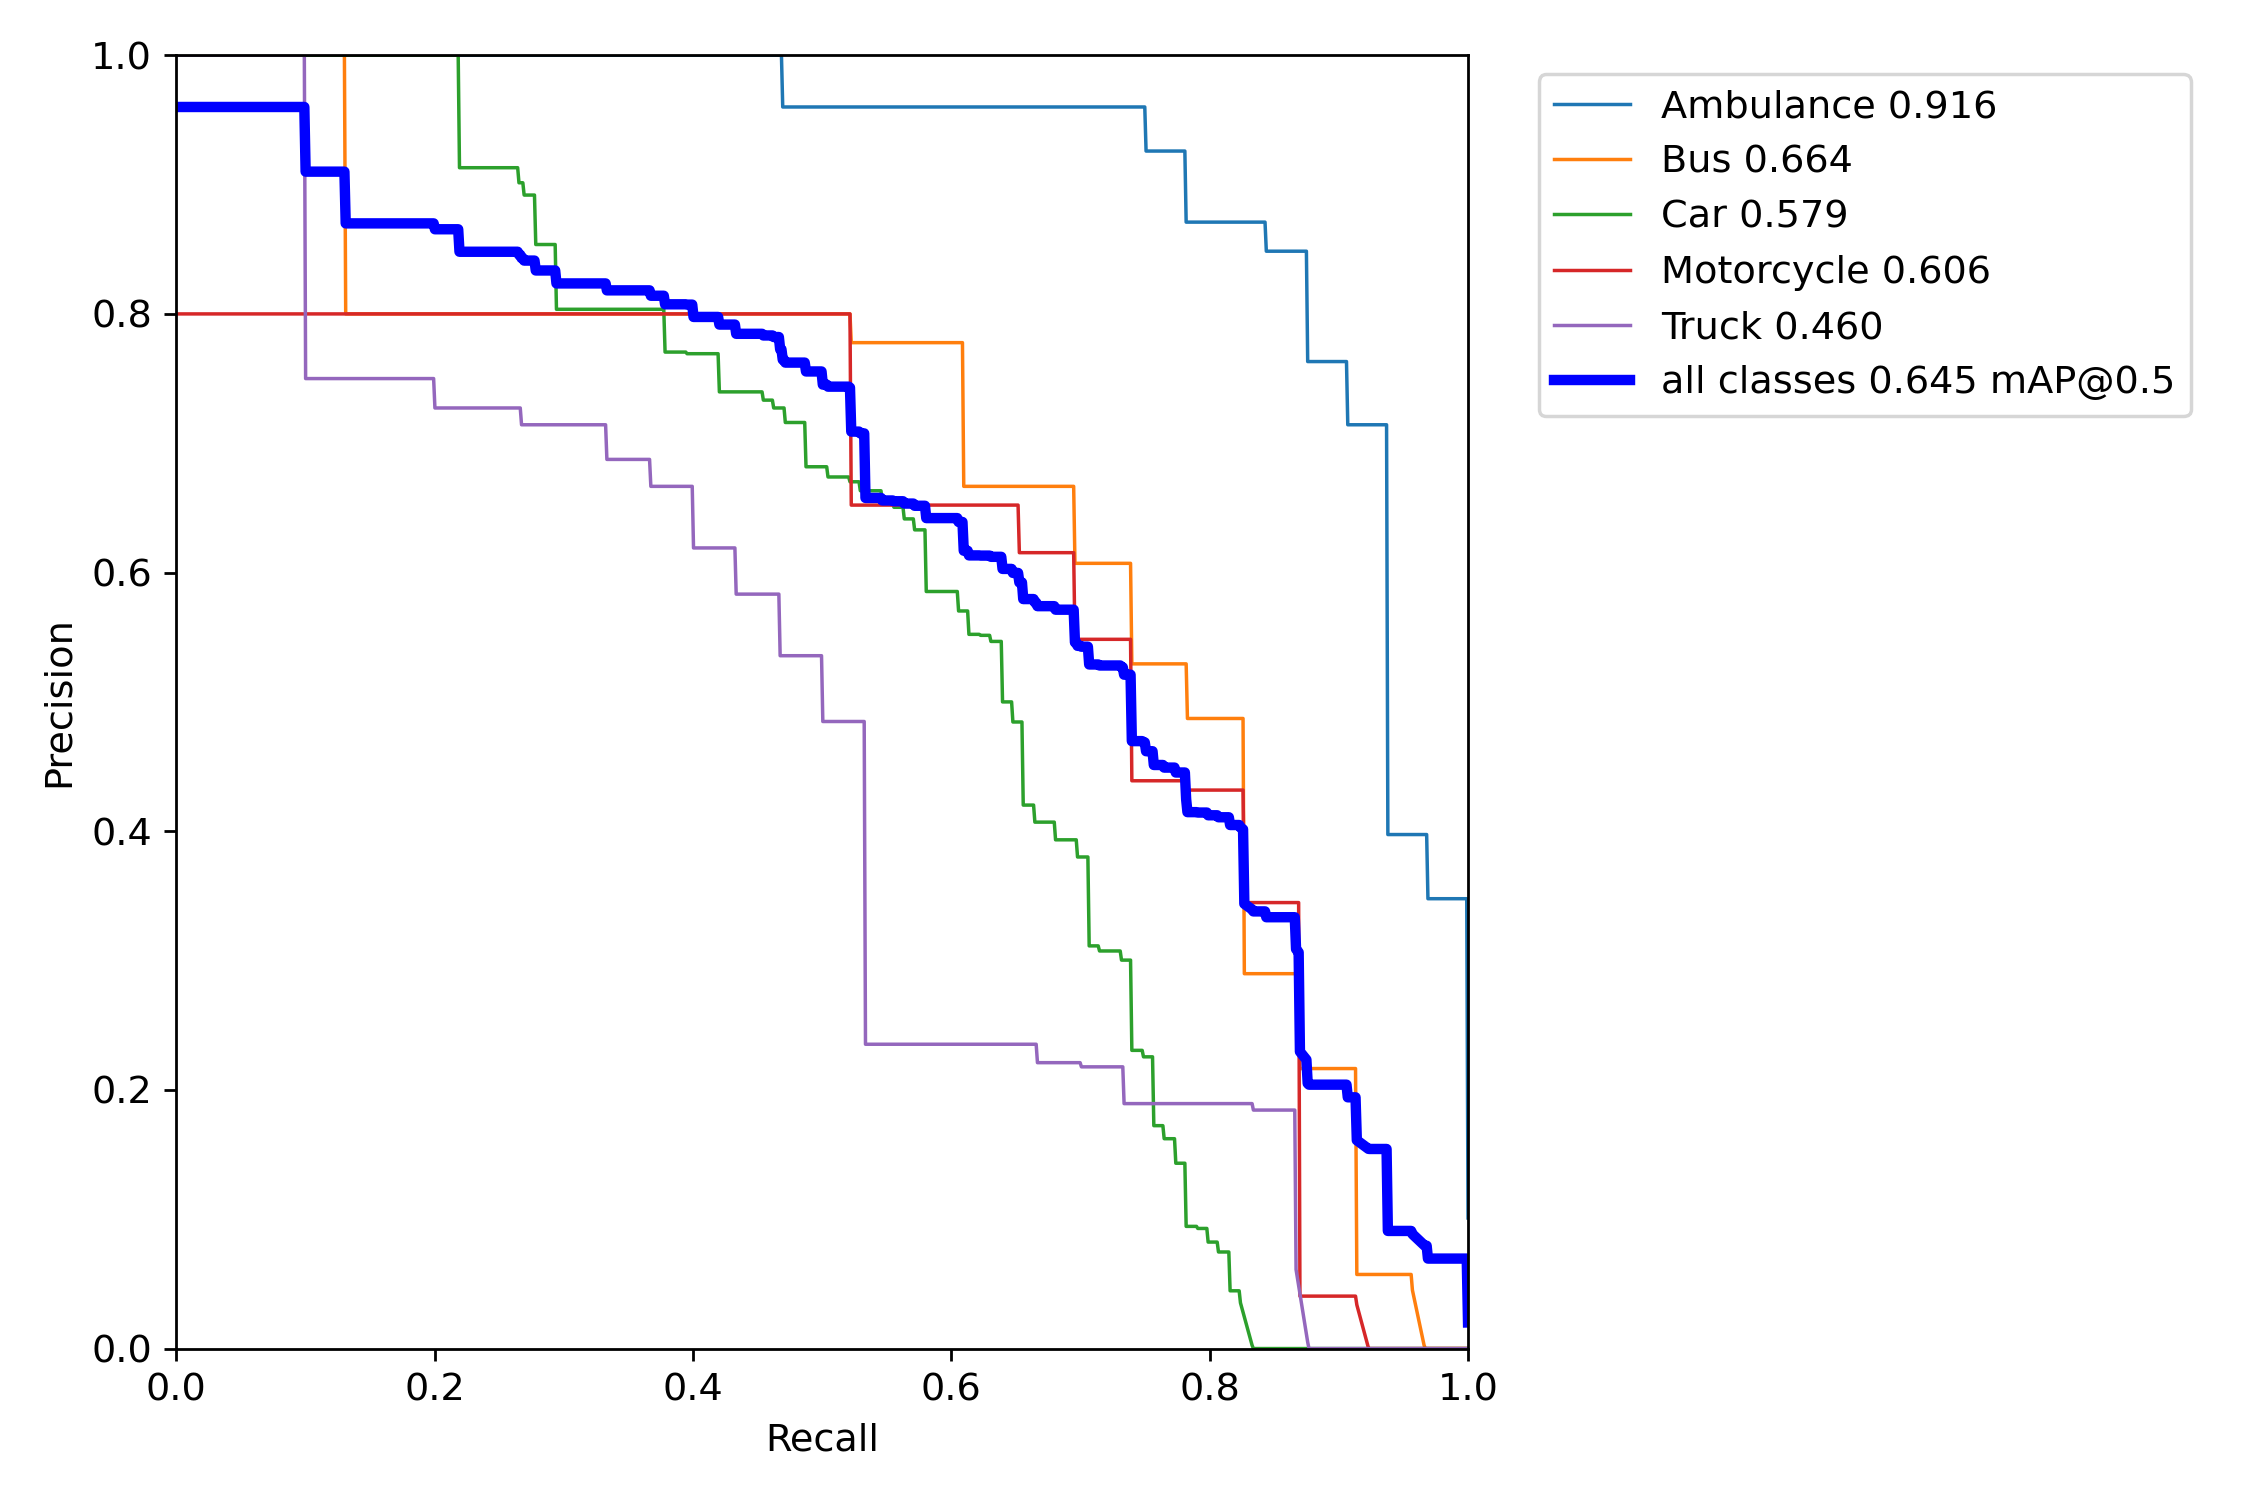 1.0
0.8
0.6
0.4
0.2
0.0
Precision
0.0 0.2 0.4 0.6 0.8 1.0
Recall
Ambulance 0.916
Bus 0.664
Car 0.579
Motorcycle 0.606
Truck 0.460
all classes 0.645 mAP@0.5